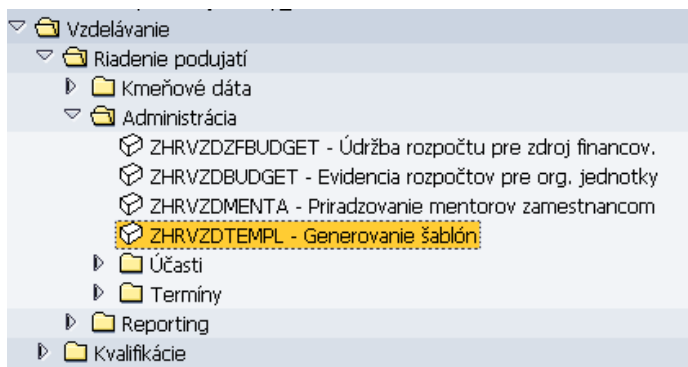 Vzdelávanie
Riadenie podujatí
Kmeňové dáta
Administrácia
ZHRVZDZFBUDGET - Údržba rozpočtu pre zdroj financov.
ZHRVZDBUDGET - Evidencia rozpočtov pre org. jednotky
ZHRVZDMENTA - Priradzovanie mentorov zamestnancom
ZHRVZDTEMPL - Generovanie šablón
Účasti
Termíny
Reporting
Kvalifikácie